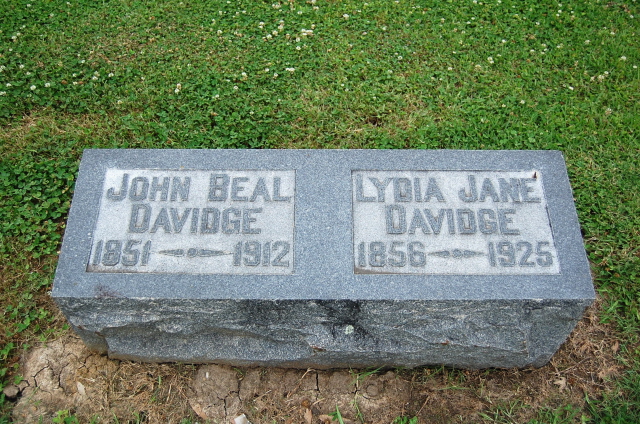 JOHN BEAL
DAVIDGE
1851 1912
LYDIA JANE
DAVIDGE
1856 1925